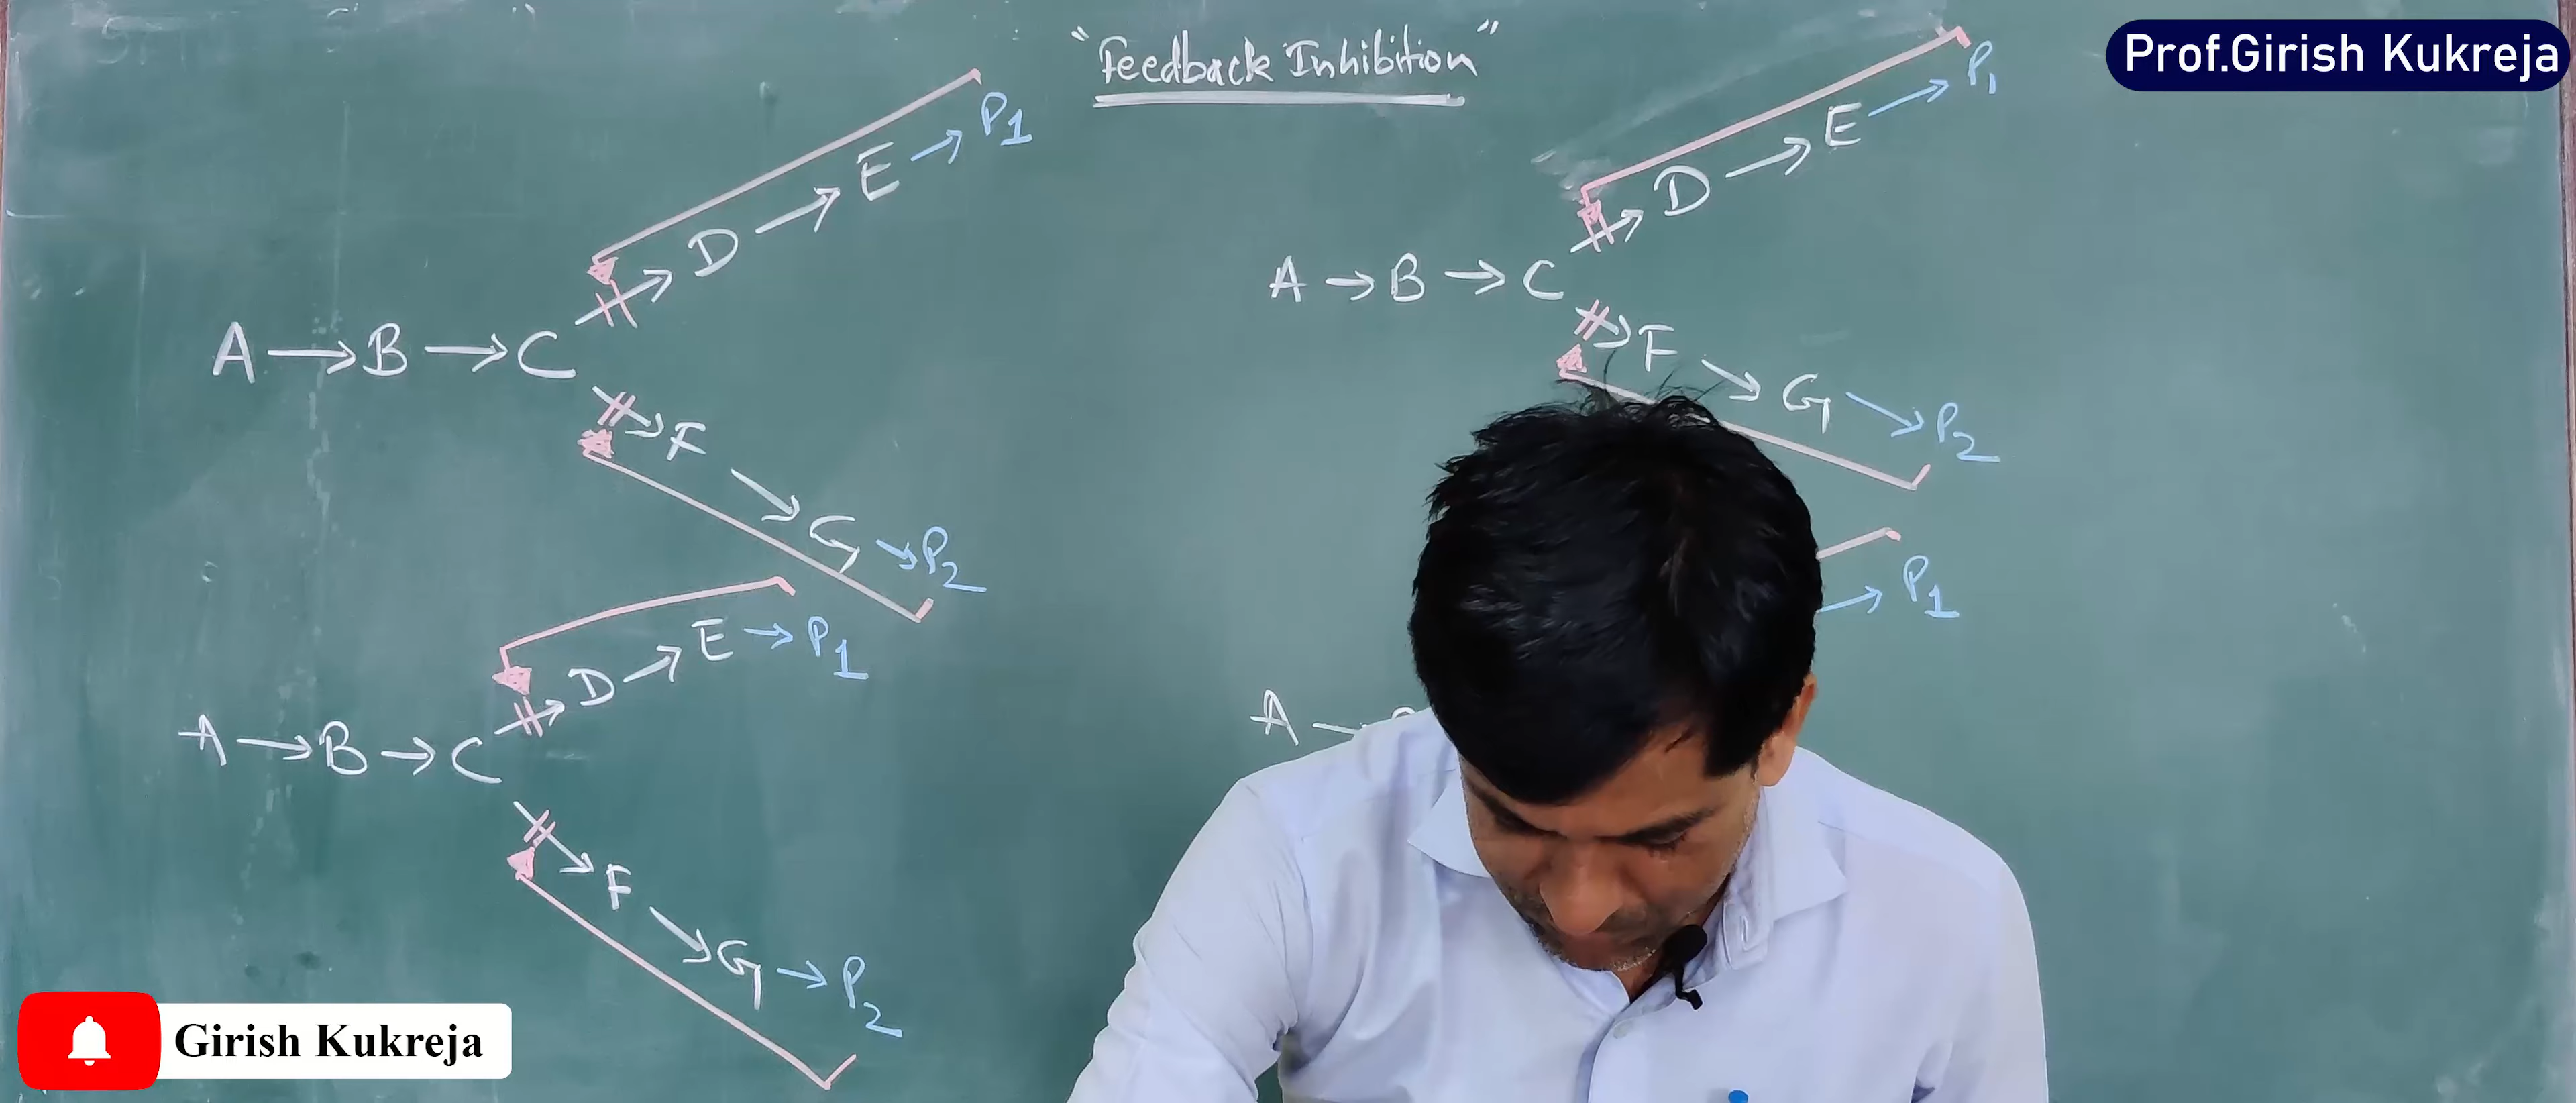 "Feedback Inhibition"
Prof.Girish Kukreja
D → E → P1
A → B → C
F → G → P2
D → E → P1
A → B → C
F → G → P2
D → E → P1
A → B → C
F → G → P2
→ P1
A →
Girish Kukreja